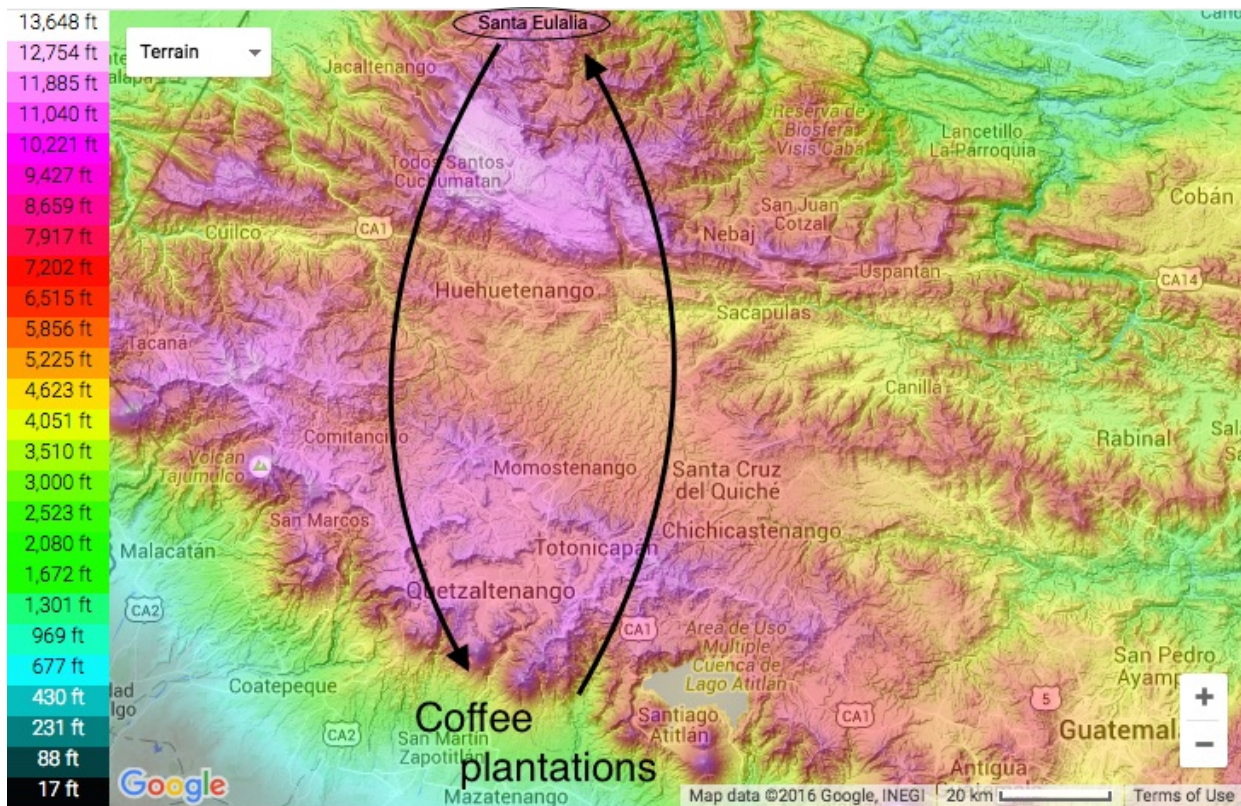 13,648 ft
12,754 ft
11,885 ft
11,040 ft
10,221 ft
9,427 ft
8,659 ft
7,917 ft
7,202 ft
6,515 ft
5,856 ft
5,225 ft
4,623 ft
4,051 ft
3,510 ft
3,000 ft
2,523 ft
2,080 ft
1,672 ft
1,301 ft
969 ft
677 ft
430 ft
231 ft
88 ft
17 ft
Terrain
Santa Eulalia
Jacaltenango
Reserva de
Biosfera
Visis Cabá
Lancetillo
La Parroquia
Todos Santos
Cuchumatan
Cobán
San Juan
Cotzal
Cuilco
CA1
Nebaj
Uspantán
CA14
Huehuetenango
Sacapulas
Tacaná
Canillá
Comitancillo
Rabinal
Volcan
Tajumulco
Momostenango
Santa Cruz
del Quiché
San Marcos
Chichicastenango
Malacatán
Totonicapán
Quetzaltenango
CA2
CA1
Area de Uso
Multiple
Cuenca de
Lago Atitlán
San Pedro
Coatepeque
5
+
Coffee
plantations
CA2
San Martín
Zapotitlán
Santiago
Atitlán
CA1
−
Antigua
Mazatenango
Google
Map data ©2016 Google, INEGI
20 km
Terms of Use